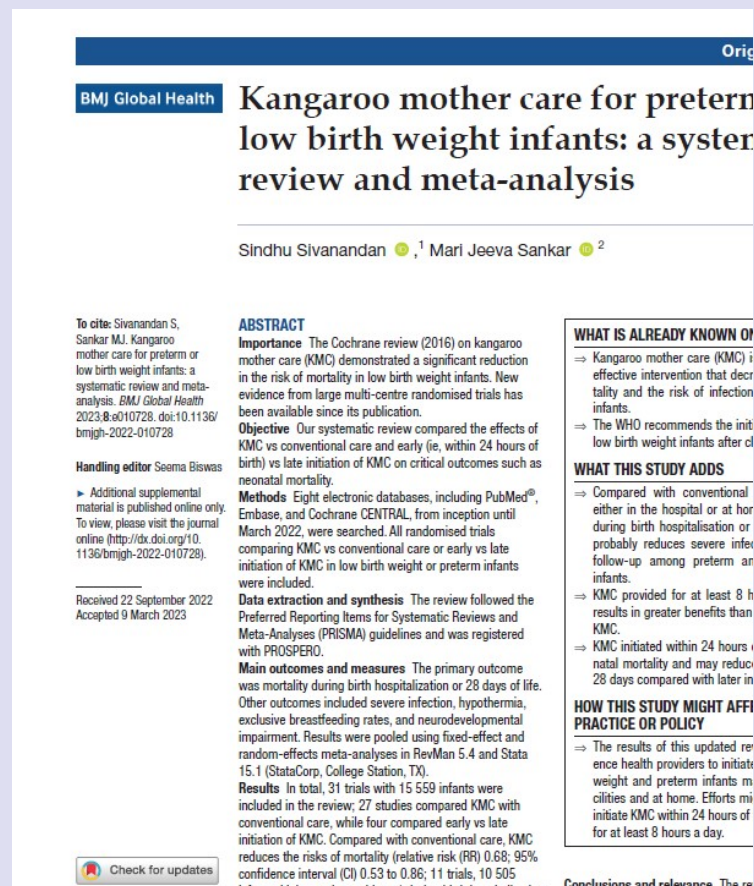 Orig
BMJ Global Health
Kangaroo mother care for preterm
low birth weight infants: a system
review and meta-analysis
Sindhu Sivanandan ,1 Mari Jeeva Sankar 2
To cite: Sivanandan S,
Sankar MJ. Kangaroo
mother care for preterm or
low birth weight infants: a
systematic review and meta-
analysis. BMJ Global Health
2023;8:e010728. doi:10.1136/
bmjgh-2022-010728
Handling editor Seema Biswas
► Additional supplemental
material is published online only.
To view, please visit the journal
online (http://dx.doi.org/10.
1136/bmjgh-2022-010728).
Received 22 September 2022
Accepted 9 March 2023
Check for updates
ABSTRACT
Importance The Cochrane review (2016) on kangaroo
mother care (KMC) demonstrated a significant reduction
in the risk of mortality in low birth weight infants. New
evidence from large multi-centre randomised trials has
been available since its publication.
Objective Our systematic review compared the effects of
KMC vs conventional care and early (ie, within 24 hours of
birth) vs late initiation of KMC on critical outcomes such as
neonatal mortality.
Methods Eight electronic databases, including PubMed®,
Embase, and Cochrane CENTRAL, from inception until
March 2022, were searched. All randomised trials
comparing KMC vs conventional care or early vs late
initiation of KMC in low birth weight or preterm infants
were included.
Data extraction and synthesis The review followed the
Preferred Reporting Items for Systematic Reviews and
Meta-Analyses (PRISMA) guidelines and was registered
with PROSPERO.
Main outcomes and measures The primary outcome
was mortality during birth hospitalization or 28 days of life.
Other outcomes included severe infection, hypothermia,
exclusive breastfeeding rates, and neurodevelopmental
impairment. Results were pooled using fixed-effect and
random-effects meta-analyses in RevMan 5.4 and Stata
15.1 (StataCorp, College Station, TX).
Results In total, 31 trials with 15 559 infants were
included in the review; 27 studies compared KMC with
conventional care, while four compared early vs late
initiation of KMC. Compared with conventional care, KMC
reduces the risks of mortality (relative risk (RR) 0.68; 95%
confidence interval (CI) 0.53 to 0.86; 11 trials, 10 505
WHAT IS ALREADY KNOWN ON
⇒ Kangaroo mother care (KMC) is
effective intervention that decr
tality and the risk of infection
infants.
⇒ The WHO recommends the initi
low birth weight infants after cl
WHAT THIS STUDY ADDS
⇒ Compared with conventional
either in the hospital or at hom
during birth hospitalisation or
probably reduces severe infec
follow-up among preterm an
infants.
⇒ KMC provided for at least 8 h
results in greater benefits than
KMC.
⇒ KMC initiated within 24 hours o
natal mortality and may reduce
28 days compared with later in
HOW THIS STUDY MIGHT AFFE
PRACTICE OR POLICY
⇒ The results of this updated rev
ence health providers to initiate
weight and preterm infants ma
cilities and at home. Efforts mi
initiate KMC within 24 hours of
for at least 8 hours a day.
Conclusions and relevance The re